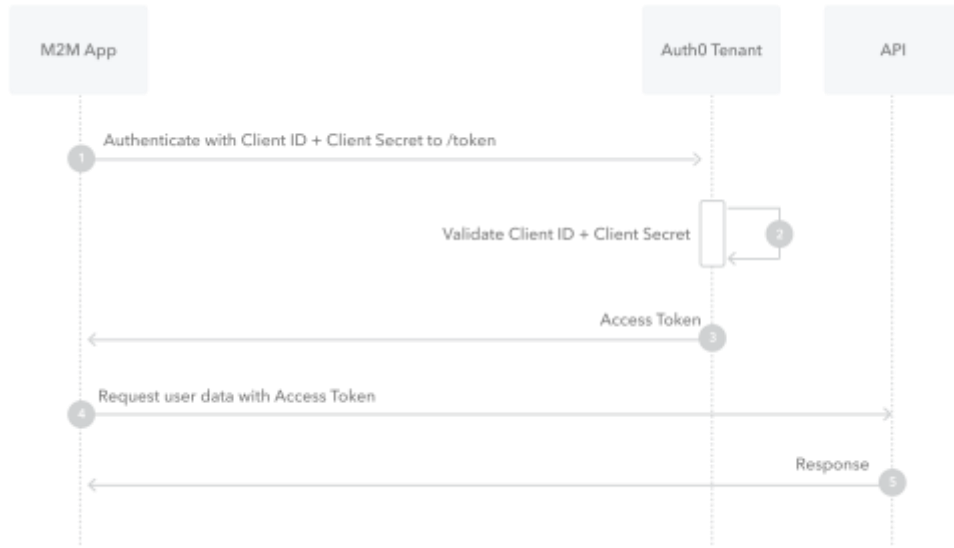 M2M App
Auth0 Tenant
API
Authenticate with Client ID + Client Secret to /token
1
Validate Client ID + Client Secret
2
Access Token
3
Request user data with Access Token
4
Response
5